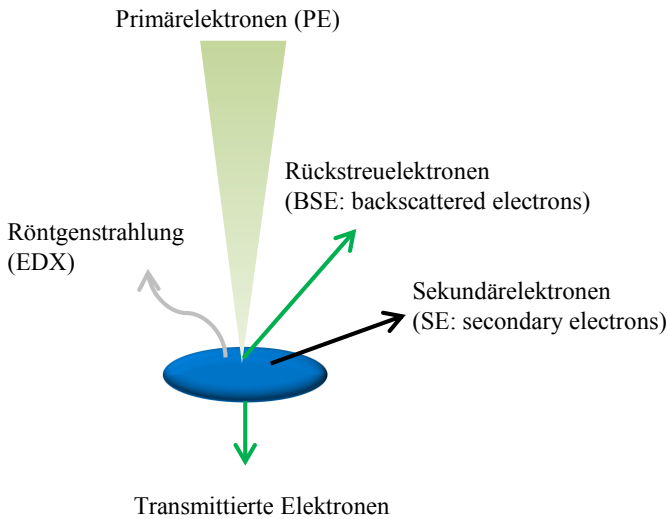 Primärelektronen (PE)
Rückstreuelektronen
(BSE: backscattered electrons)
Röntgenstrahlung
(EDX)
Sekundärelektronen
(SE: secondary electrons)
Transmittierte Elektronen